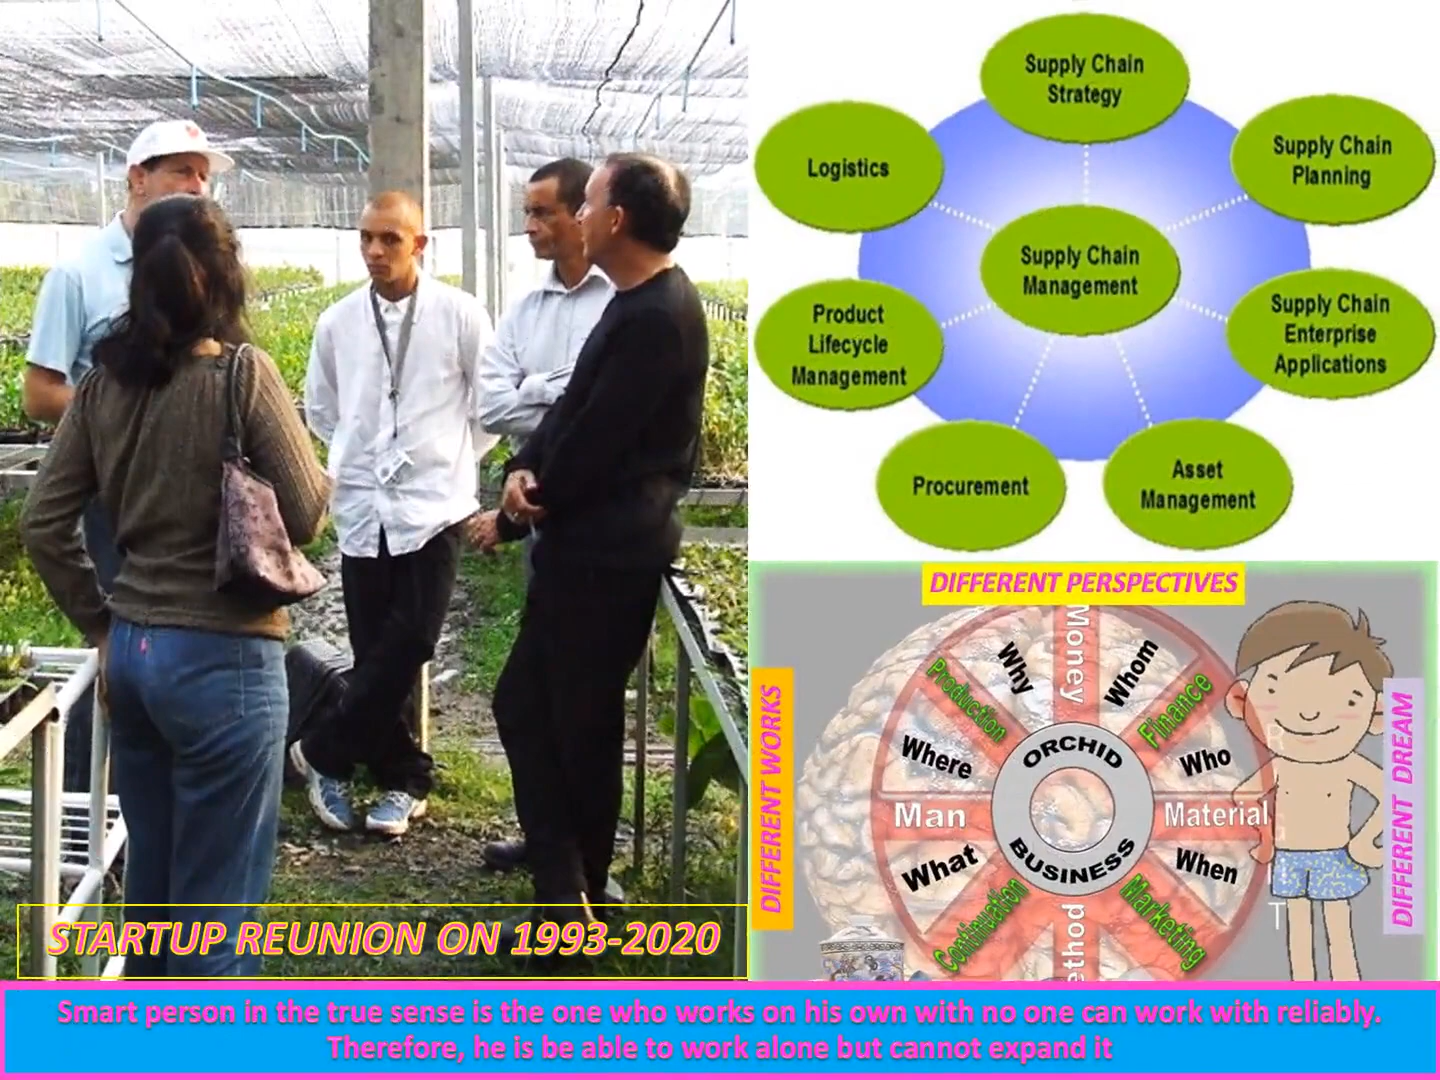 Supply Chain
Strategy
Logistics
Supply Chain
Planning
Supply Chain
Management
Product
Lifecycle
Management
Supply Chain
Enterprise
Applications
Procurement
Asset
Management
DIFFERENT PERSPECTIVES
DIFFERENT WORKS
DIFFERENT DREAM
Money
Why
Whom
Production
Finance
Where
Who
ORCHID
BUSINESS
Man
Material
What
When
Continuation
Marketing
ethod
STARTUP REUNION ON 1993-2020
Smart person in the true sense is the one who works on his own with no one can work with reliably.
Therefore, he is be able to work alone but cannot expand it